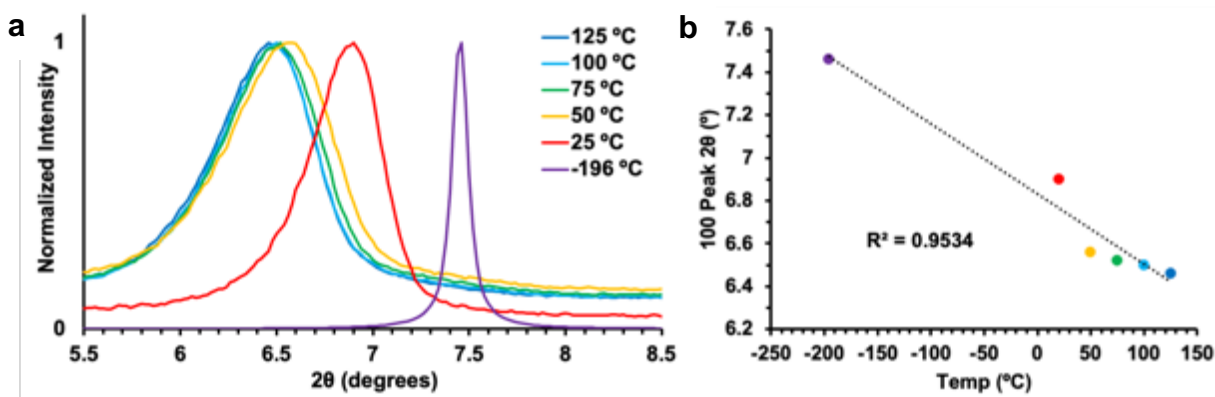 a
Normalized Intensity
1
0
125 ºC
100 ºC
75 ºC
50 ºC
25 ºC
-196 ºC
5.5 6 6.5 7 7.5 8 8.5
2θ (degrees)
b
100 Peak 2θ (º)
7.6
7.4
7.2
7
6.8
6.6
6.4
6.2
R² = 0.9534
-250 -200 -150 -100 -50 0 50 100 150
Temp (ºC)